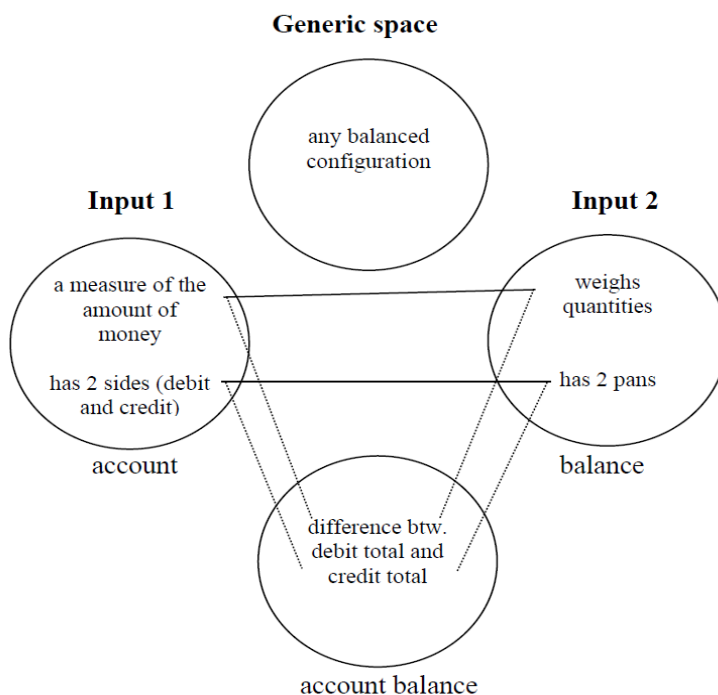 Generic space
any balanced
configuration
Input 1
Input 2
a measure of the
amount of
money
has 2 sides (debit
and credit)
account
weighs
quantities
has 2 pans
balance
difference btw.
debit total and
credit total
account balance